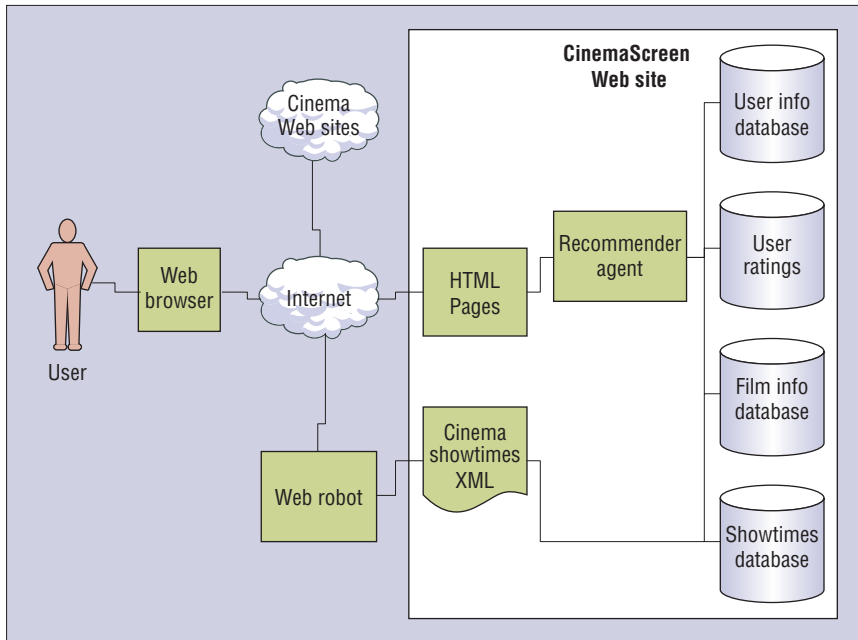 CinemaScreen
Web site
Cinema
Web sites
User info
database
User
ratings
Recommender
agent
HTML
Pages
Internet
Web
browser
User
Film info
database
Cinema
showtimes
XML
Web robot
Showtimes
database